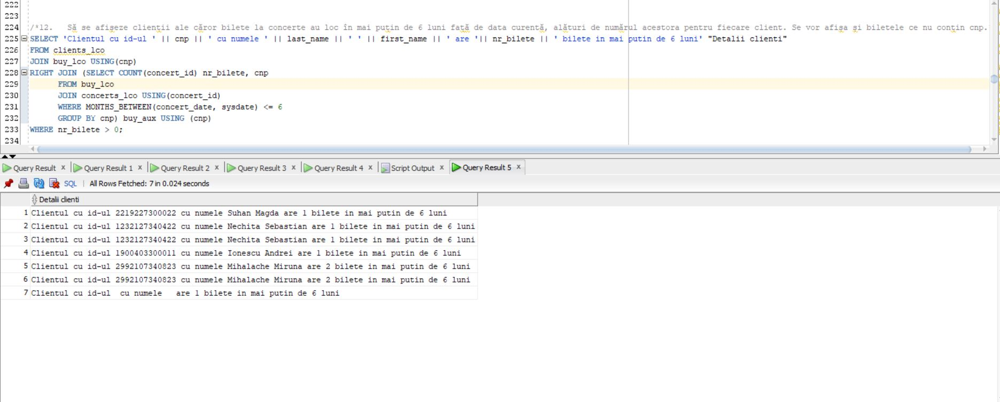 222
223
224 /*12. Să se afișeze clienții ale căror bilete la concerte au loc în mai puțin de 6 luni față de data curentă, alături de numărul acestora pentru fiecare client. Se vor afișa și biletele ce nu conțin cnp.
225 SELECT 'Clientul cu id-ul ' || cnp || ' cu numele ' || last_name || ' ' || first_name || ' are '|| nr_bilete || ' bilete in mai putin de 6 luni' "Detalii clienti"
226 FROM clients_lco
227 JOIN buy_lco USING(cnp)
228 RIGHT JOIN (SELECT COUNT(concert_id) nr_bilete, cnp
229 FROM buy_lco
230 JOIN concerts_lco USING(concert_id)
231 WHERE MONTHS_BETWEEN(concert_date, sysdate) <= 6
232 GROUP BY cnp) buy_aux USING (cnp)
233 WHERE nr_bilete > 0;
234
Query Result x Query Result 1 x Query Result 2 x Query Result 3 x Query Result 4 x Script Output x Query Result 5 x
SQL | All Rows Fetched: 7 in 0.024 seconds
Detalii clienti
1 Clientul cu id-ul 2219227300022 cu numele Suhan Magda are 1 bilete in mai putin de 6 luni
2 Clientul cu id-ul 1232127340422 cu numele Nechita Sebastian are 1 bilete in mai putin de 6 luni
3 Clientul cu id-ul 1232127340422 cu numele Nechita Sebastian are 1 bilete in mai putin de 6 luni
4 Clientul cu id-ul 1900403300011 cu numele Ionescu Andrei are 1 bilete in mai putin de 6 luni
5 Clientul cu id-ul 2992107340823 cu numele Mihalache Miruna are 2 bilete in mai putin de 6 luni
6 Clientul cu id-ul 2992107340823 cu numele Mihalache Miruna are 2 bilete in mai putin de 6 luni
7 Clientul cu id-ul  cu numele   are 1 bilete in mai putin de 6 luni